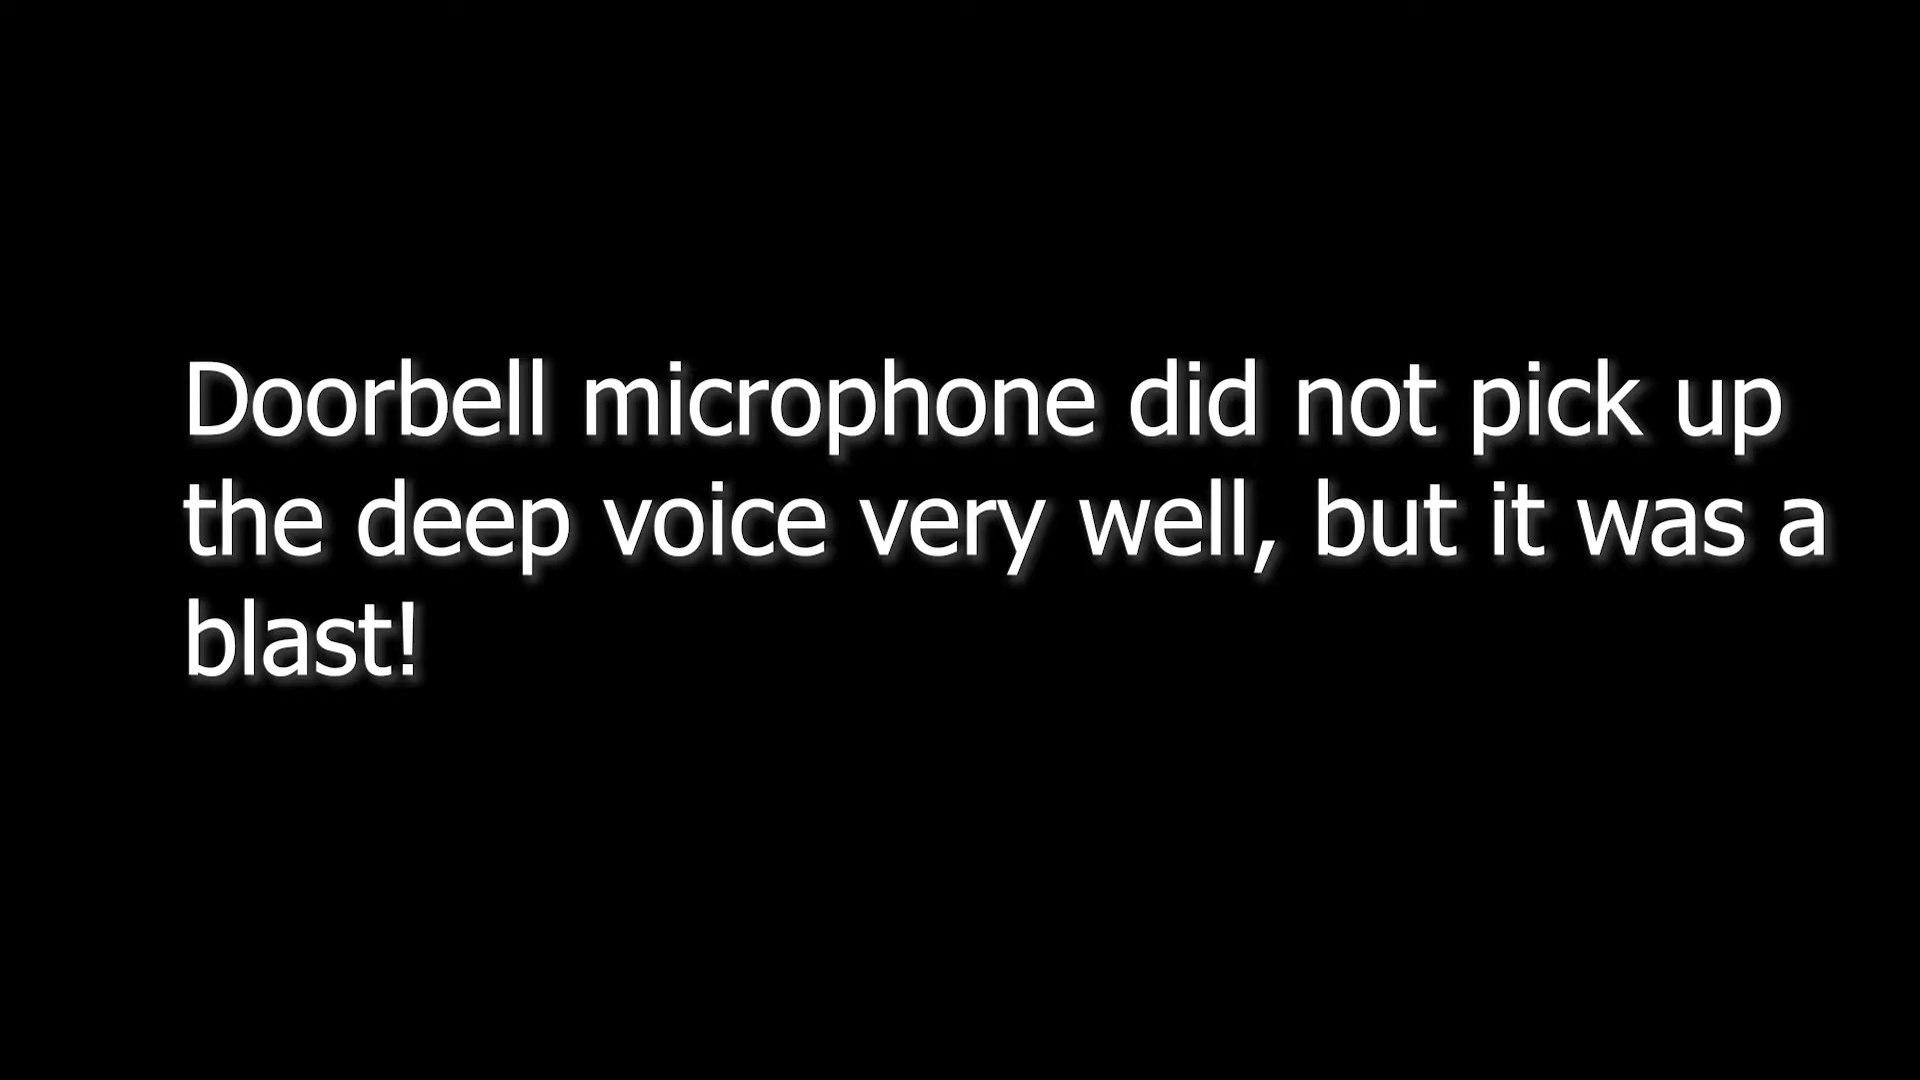 Doorbell microphone did not pick up
the deep voice very well, but it was a
blast!